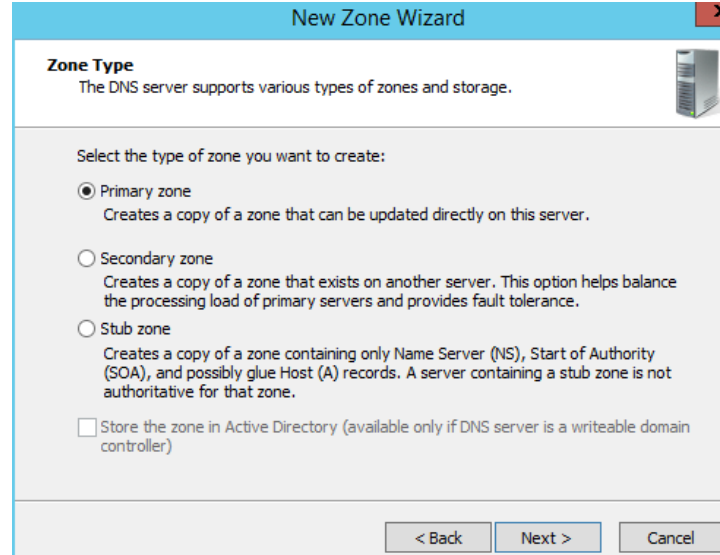 New Zone Wizard
Zone Type
The DNS server supports various types of zones and storage.
Select the type of zone you want to create:
Primary zone
Creates a copy of a zone that can be updated directly on this server.
Secondary zone
Creates a copy of a zone that exists on another server. This option helps balance
the processing load of primary servers and provides fault tolerance.
Stub zone
Creates a copy of a zone containing only Name Server (NS), Start of Authority
(SOA), and possibly glue Host (A) records. A server containing a stub zone is not
authoritative for that zone.
Store the zone in Active Directory (available only if DNS server is a writeable domain
controller)
< Back Next > Cancel